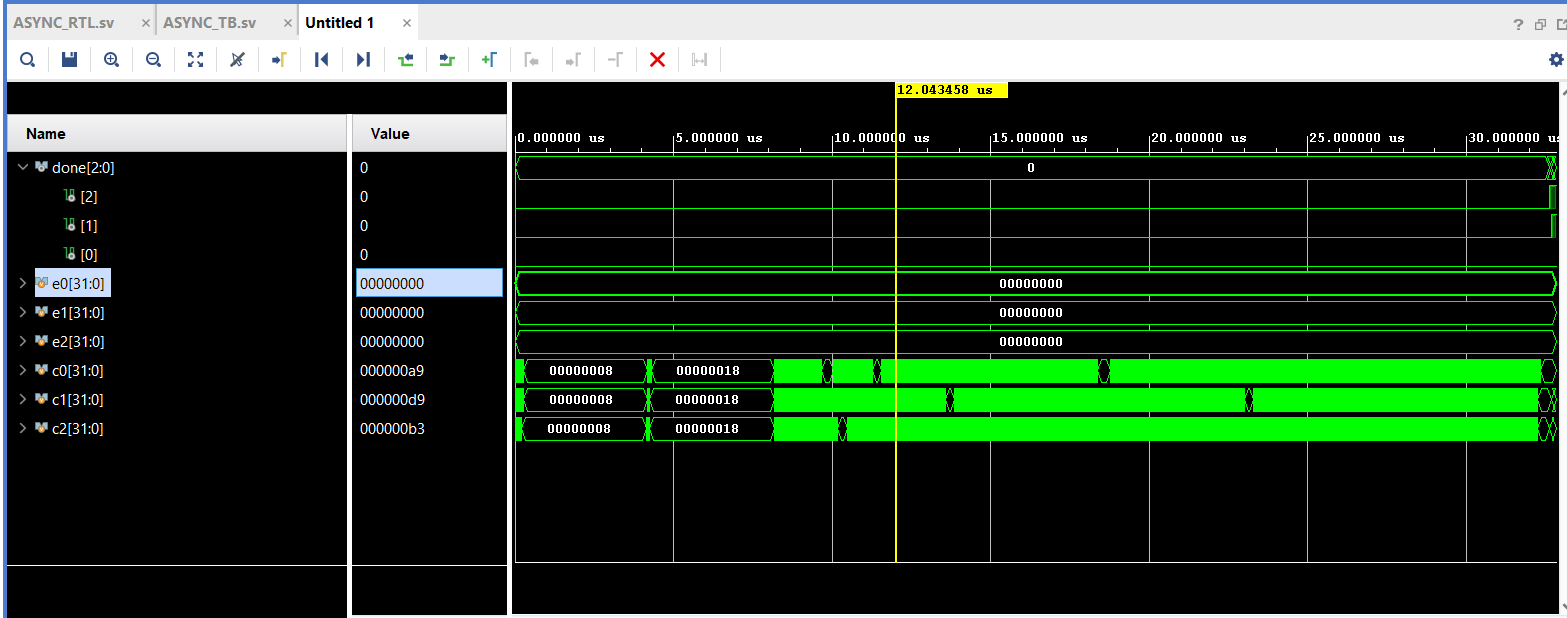 ASYNC_RTL.sv × ASYNC_TB.sv × Untitled 1 ×
?
12.043458 us
Name Value
0.000000 us 5.000000 us 10.000000 us 15.000000 us 20.000000 us 25.000000 us 30.000000 us
done[2:0] 0 0
[2] 0
[1] 0
[0] 0
e0[31:0] 00000000 00000000
e1[31:0] 00000000 00000000
e2[31:0] 00000000 00000000
c0[31:0] 000000a9 00000008 00000018
c1[31:0] 000000d9 00000008 00000018
c2[31:0] 000000b3 00000008 00000018